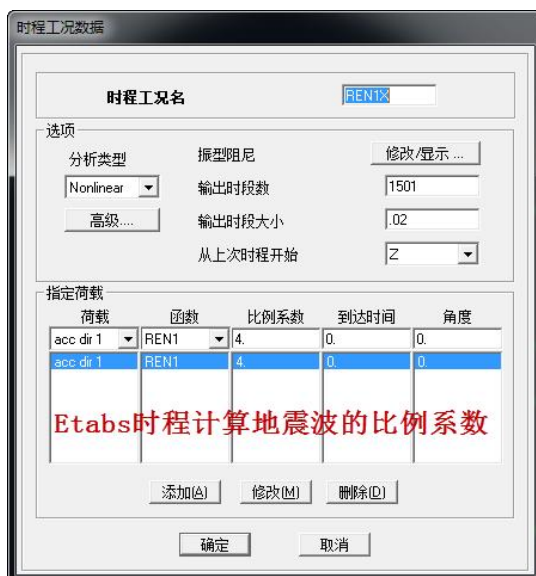 时程工况数据
时程工况名 REN1X
选项
分析类型 振型阻尼 修改/显示 ...
Nonlinear 输出时段数 1501
高级.... 输出时段大小 .02
从上次时程开始 Z
指定荷载
荷载 函数 比例系数 到达时间 角度
acc dir 1 REN1 4. 0. 0.
acc dir 1 REN1 4. 0. 0.
Etabs时程计算地震波的比例系数
添加(A) 修改(M) 删除(D)
确定 取消